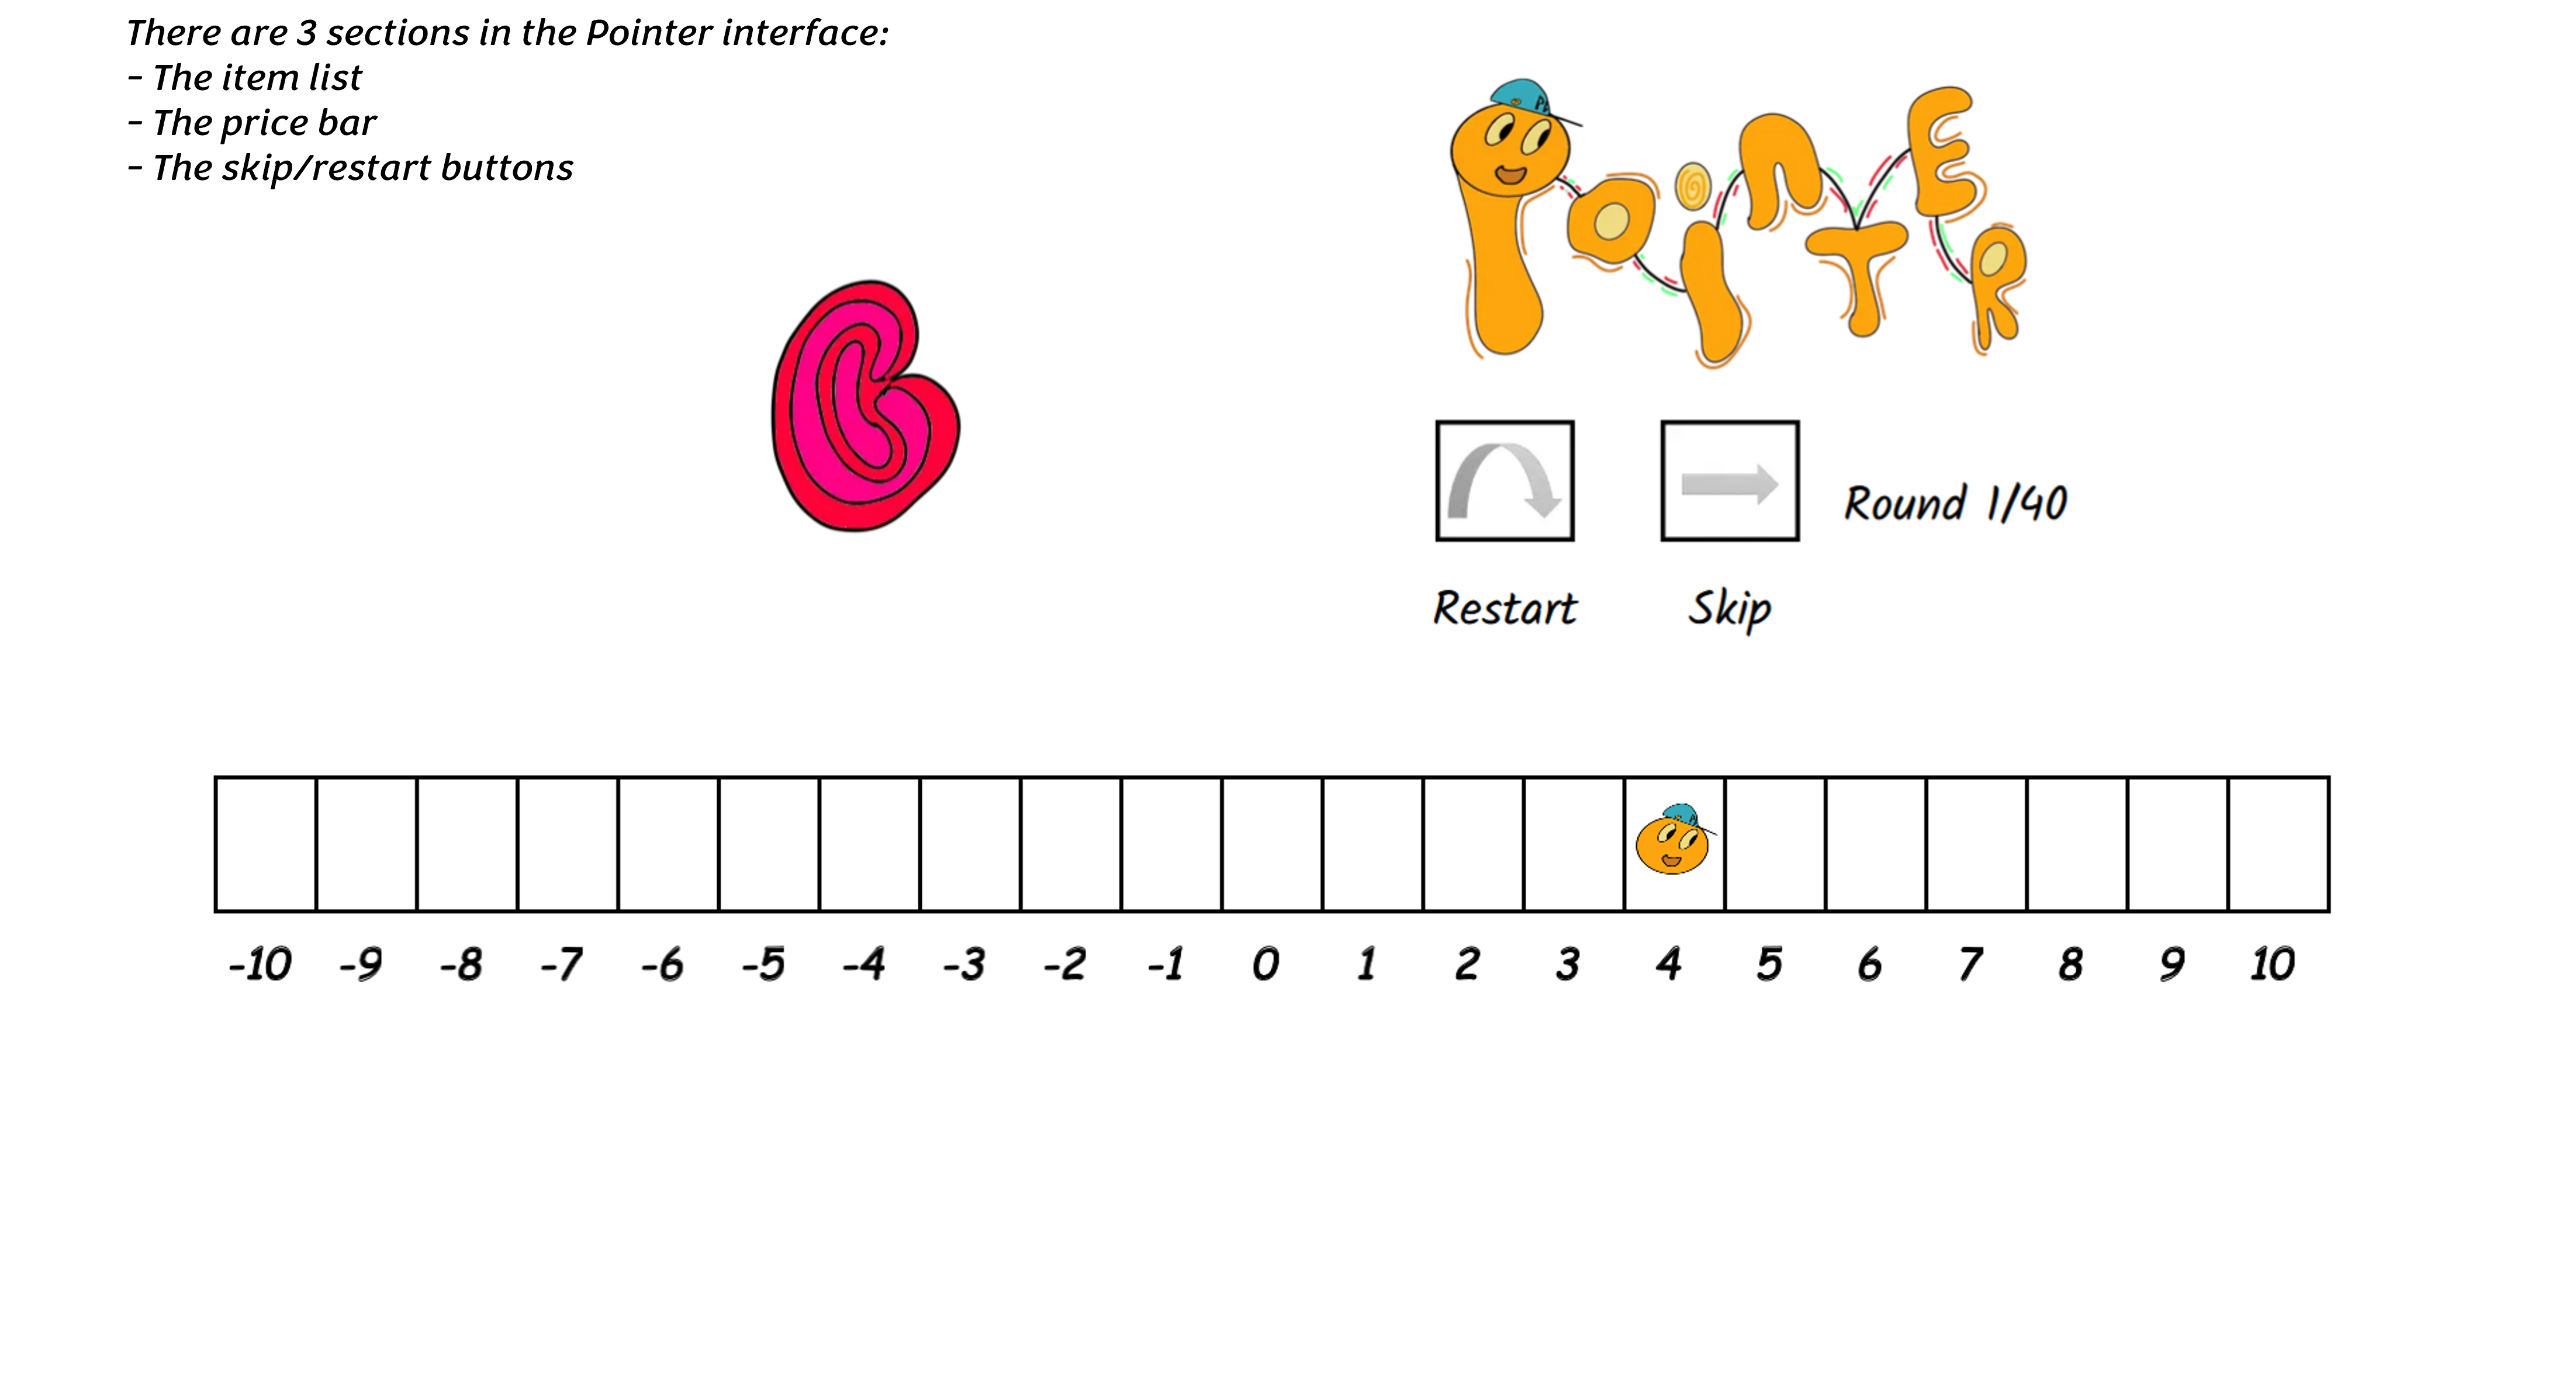 There are 3 sections in the Pointer interface:
- The item list
- The price bar
- The skip/restart buttons
POiNTER
Restart
Skip
Round 1/40
-10 -9 -8 -7 -6 -5 -4 -3 -2 -1 0 1 2 3 4 5 6 7 8 9 10